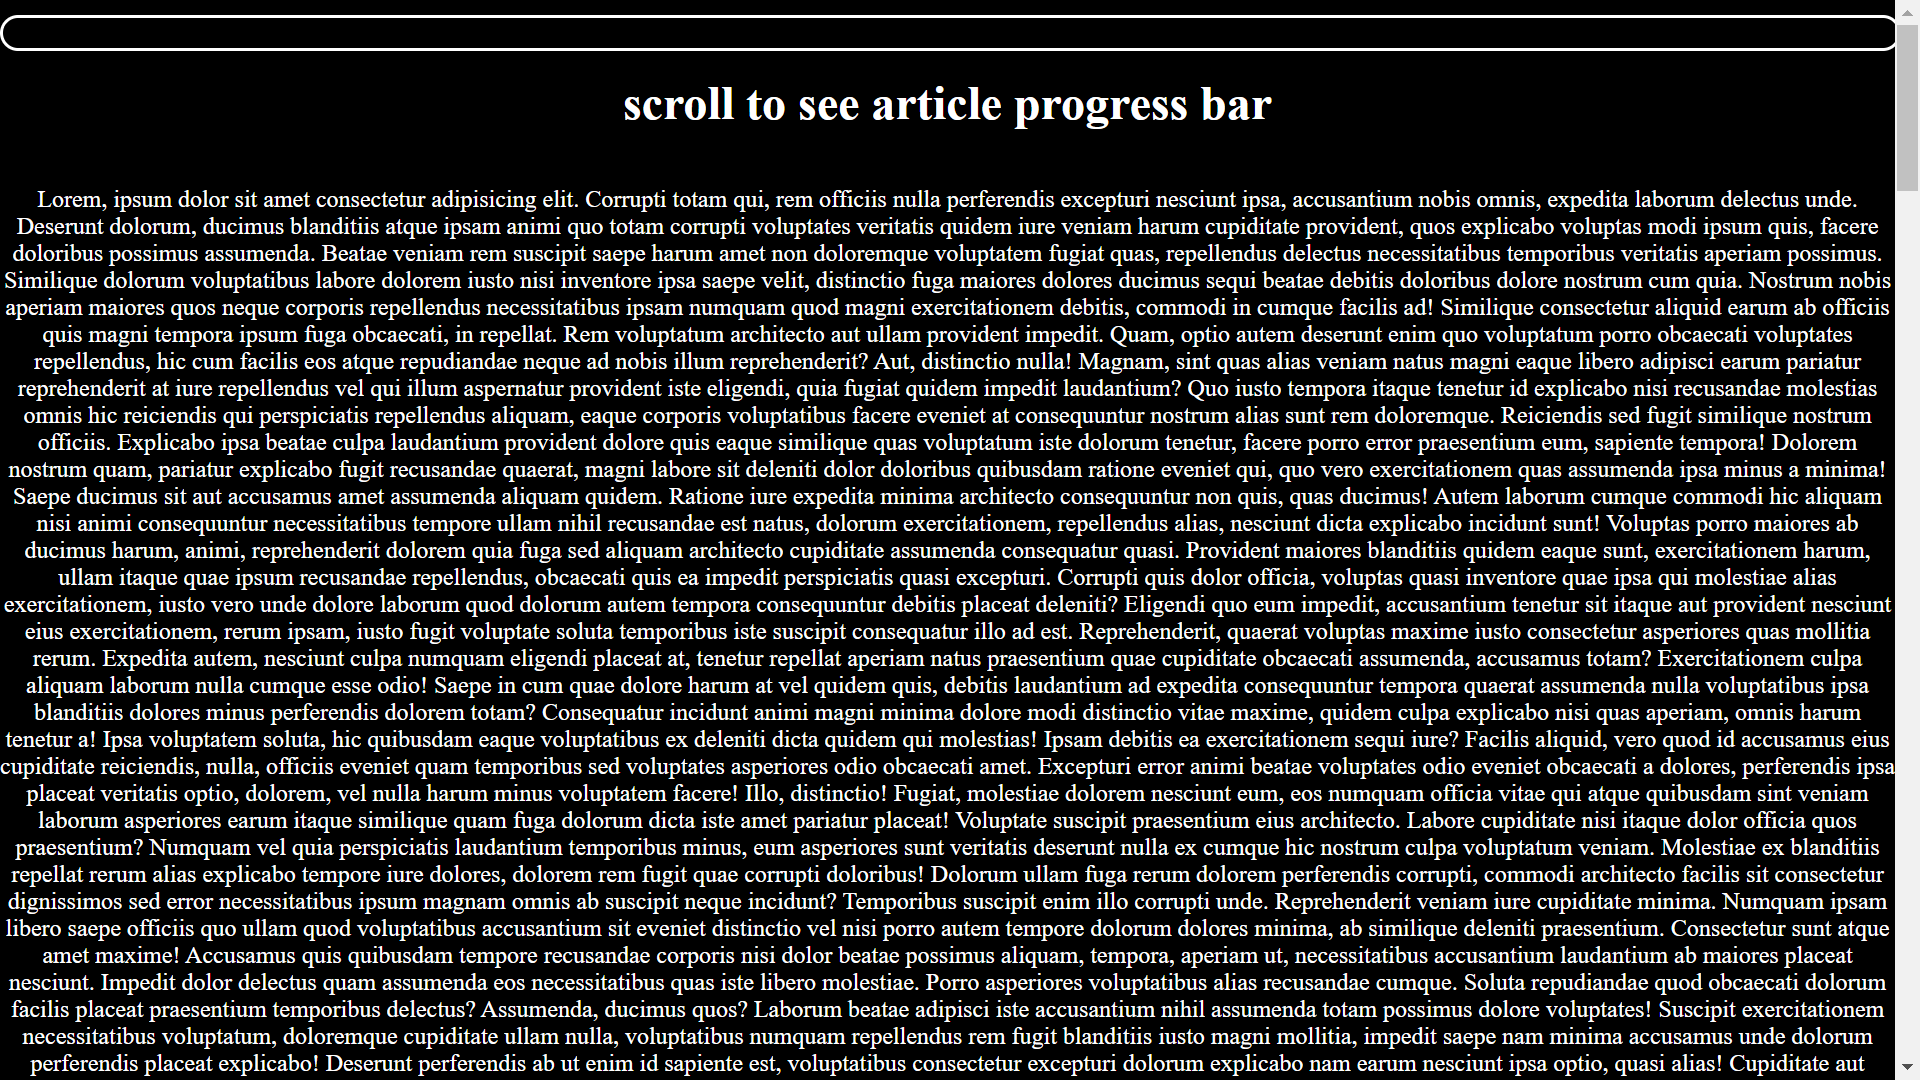 scroll to see article progress bar
Lorem, ipsum dolor sit amet consectetur adipisicing elit. Corrupti totam qui, rem officiis nulla perferendis excepturi nesciunt ipsa, accusantium nobis omnis, expedita laborum delectus unde.
Deserunt dolorum, ducimus blanditiis atque ipsam animi quo totam corrupti voluptates veritatis quidem iure veniam harum cupiditate provident, quos explicabo voluptas modi ipsum quis, facere
doloribus possimus assumenda. Beatae veniam rem suscipit saepe harum amet non doloremque voluptatem fugiat quas, repellendus delectus necessitatibus temporibus veritatis aperiam possimus.
Similique dolorum voluptatibus labore dolorem iusto nisi inventore ipsa saepe velit, distinctio fuga maiores dolores ducimus sequi beatae debitis doloribus dolore nostrum cum quia. Nostrum nobis
aperiam maiores quos neque corporis repellendus necessitatibus ipsam numquam quod magni exercitationem debitis, commodi in cumque facilis ad! Similique consectetur aliquid earum ab officiis
quis magni tempora ipsum fuga obcaecati, in repellat. Rem voluptatum architecto aut ullam provident impedit. Quam, optio autem deserunt enim quo voluptatum porro obcaecati voluptates
repellendus, hic cum facilis eos atque repudiandae neque ad nobis illum reprehenderit? Aut, distinctio nulla! Magnam, sint quas alias veniam natus magni eaque libero adipisci earum pariatur
reprehenderit at iure repellendus vel qui illum aspernatur provident iste eligendi, quia fugiat quidem impedit laudantium? Quo iusto tempora itaque tenetur id explicabo nisi recusandae molestias
omnis hic reiciendis qui perspiciatis repellendus aliquam, eaque corporis voluptatibus facere eveniet at consequuntur nostrum alias sunt rem doloremque. Reiciendis sed fugit similique nostrum
officiis. Explicabo ipsa beatae culpa laudantium provident dolore quis eaque similique quas voluptatum iste dolorum tenetur, facere porro error praesentium eum, sapiente tempora! Dolorem
nostrum quam, pariatur explicabo fugit recusandae quaerat, magni labore sit deleniti dolor doloribus quibusdam ratione eveniet qui, quo vero exercitationem quas assumenda ipsa minus a minima!
Saepe ducimus sit aut accusamus amet assumenda aliquam quidem. Ratione iure expedita minima architecto consequuntur non quis, quas ducimus! Autem laborum cumque commodi hic aliquam
nisi animi consequuntur necessitatibus tempore ullam nihil recusandae est natus, dolorum exercitationem, repellendus alias, nesciunt dicta explicabo incidunt sunt! Voluptas porro maiores ab
ducimus harum, animi, reprehenderit dolorem quia fuga sed aliquam architecto cupiditate assumenda consequatur quasi. Provident maiores blanditiis quidem eaque sunt, exercitationem harum,
ullam itaque quae ipsum recusandae repellendus, obcaecati quis ea impedit perspiciatis quasi excepturi. Corrupti quis dolor officia, voluptas quasi inventore quae ipsa qui molestiae alias
exercitationem, iusto vero unde dolore laborum quod dolorum autem tempora consequuntur debitis placeat deleniti? Eligendi quo eum impedit, accusantium tenetur sit itaque aut provident nesciunt
eius exercitationem, rerum ipsam, iusto fugit voluptate soluta temporibus iste suscipit consequatur illo ad est. Reprehenderit, quaerat voluptas maxime iusto consectetur asperiores quas mollitia
rerum. Expedita autem, nesciunt culpa numquam eligendi placeat at, tenetur repellat aperiam natus praesentium quae cupiditate obcaecati assumenda, accusamus totam? Exercitationem culpa
aliquam laborum nulla cumque esse odio! Saepe in cum quae dolore harum at vel quidem quis, debitis laudantium ad expedita consequuntur tempora quaerat assumenda nulla voluptatibus ipsa
blanditiis dolores minus perferendis dolorem totam? Consequatur incidunt animi magni minima dolore modi distinctio vitae maxime, quidem culpa explicabo nisi quas aperiam, omnis harum
tenetur a! Ipsa voluptatem soluta, hic quibusdam eaque voluptatibus ex deleniti dicta quidem qui molestias! Ipsam debitis ea exercitationem sequi iure? Facilis aliquid, vero quod id accusamus eius
cupiditate reiciendis, nulla, officiis eveniet quam temporibus sed voluptates asperiores odio obcaecati amet. Excepturi error animi beatae voluptates odio eveniet obcaecati a dolores, perferendis ipsa
placeat veritatis optio, dolorem, vel nulla harum minus voluptatem facere! Illo, distinctio! Fugiat, molestiae dolorem nesciunt eum, eos numquam officia vitae qui atque quibusdam sint veniam
laborum asperiores earum itaque similique quam fuga dolorum dicta iste amet pariatur placeat! Voluptate suscipit praesentium eius architecto. Labore cupiditate nisi itaque dolor officia quos
praesentium? Numquam vel quia perspiciatis laudantium temporibus minus, eum asperiores sunt veritatis deserunt nulla ex cumque hic nostrum culpa voluptatum veniam. Molestiae ex blanditiis
repellat rerum alias explicabo tempore iure dolores, dolorem rem fugit quae corrupti doloribus! Dolorum ullam fuga rerum dolorem perferendis corrupti, commodi architecto facilis sit consectetur
dignissimos sed error necessitatibus ipsum magnam omnis ab suscipit neque incidunt? Temporibus suscipit enim illo corrupti unde. Reprehenderit veniam iure cupiditate minima. Numquam ipsam
libero saepe officiis quo ullam quod voluptatibus accusantium sit eveniet distinctio vel nisi porro autem tempore dolorum dolores minima, ab similique deleniti praesentium. Consectetur sunt atque
amet maxime! Accusamus quis quibusdam tempore recusandae corporis nisi dolor beatae possimus aliquam, tempora, aperiam ut, necessitatibus accusantium laudantium ab maiores placeat
nesciunt. Impedit dolor delectus quam assumenda eos necessitatibus quas iste libero molestiae. Porro asperiores voluptatibus alias recusandae cumque. Soluta repudiandae quod obcaecati dolorum
facilis placeat praesentium temporibus delectus? Assumenda, ducimus quos? Laborum beatae adipisci iste accusantium nihil assumenda totam possimus dolore voluptates! Suscipit exercitationem
necessitatibus voluptatum, doloremque cupiditate ullam nulla, voluptatibus numquam repellendus rem fugit blanditiis iusto magni mollitia, impedit saepe nam minima accusamus unde dolorum
perferendis placeat explicabo! Deserunt perferendis ab ut enim id sapiente est, voluptatibus consectetur excepturi dolorum explicabo nam earum nesciunt ipsa optio, quasi alias! Cupiditate aut